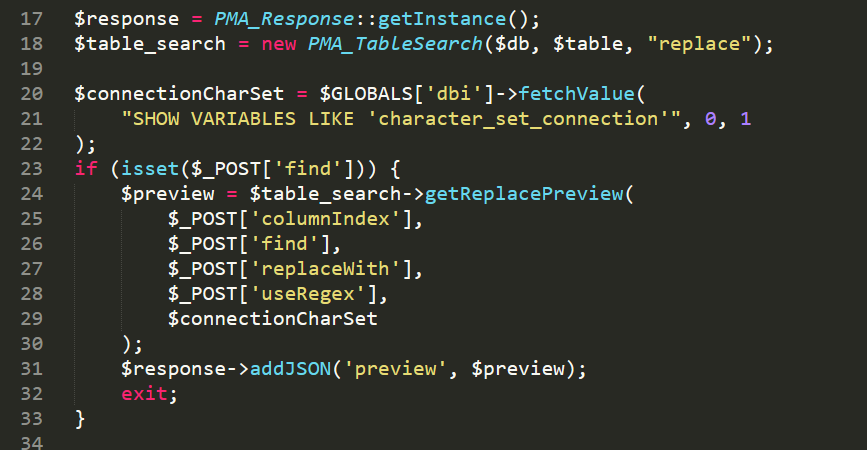 17 $response = PMA_Response::getInstance();
18 $table_search = new PMA_TableSearch($db, $table, "replace");
19
20 $connectionCharSet = $GLOBALS['dbi']->fetchValue(
21     "SHOW VARIABLES LIKE 'character_set_connection'", 0, 1
22 );
23 if (isset($_POST['find'])) {
24     $preview = $table_search->getReplacePreview(
25         $_POST['columnIndex'],
26         $_POST['find'],
27         $_POST['replaceWith'],
28         $_POST['useRegex'],
29         $connectionCharSet
30     );
31     $response->addJSON('preview', $preview);
32     exit;
33 }
34